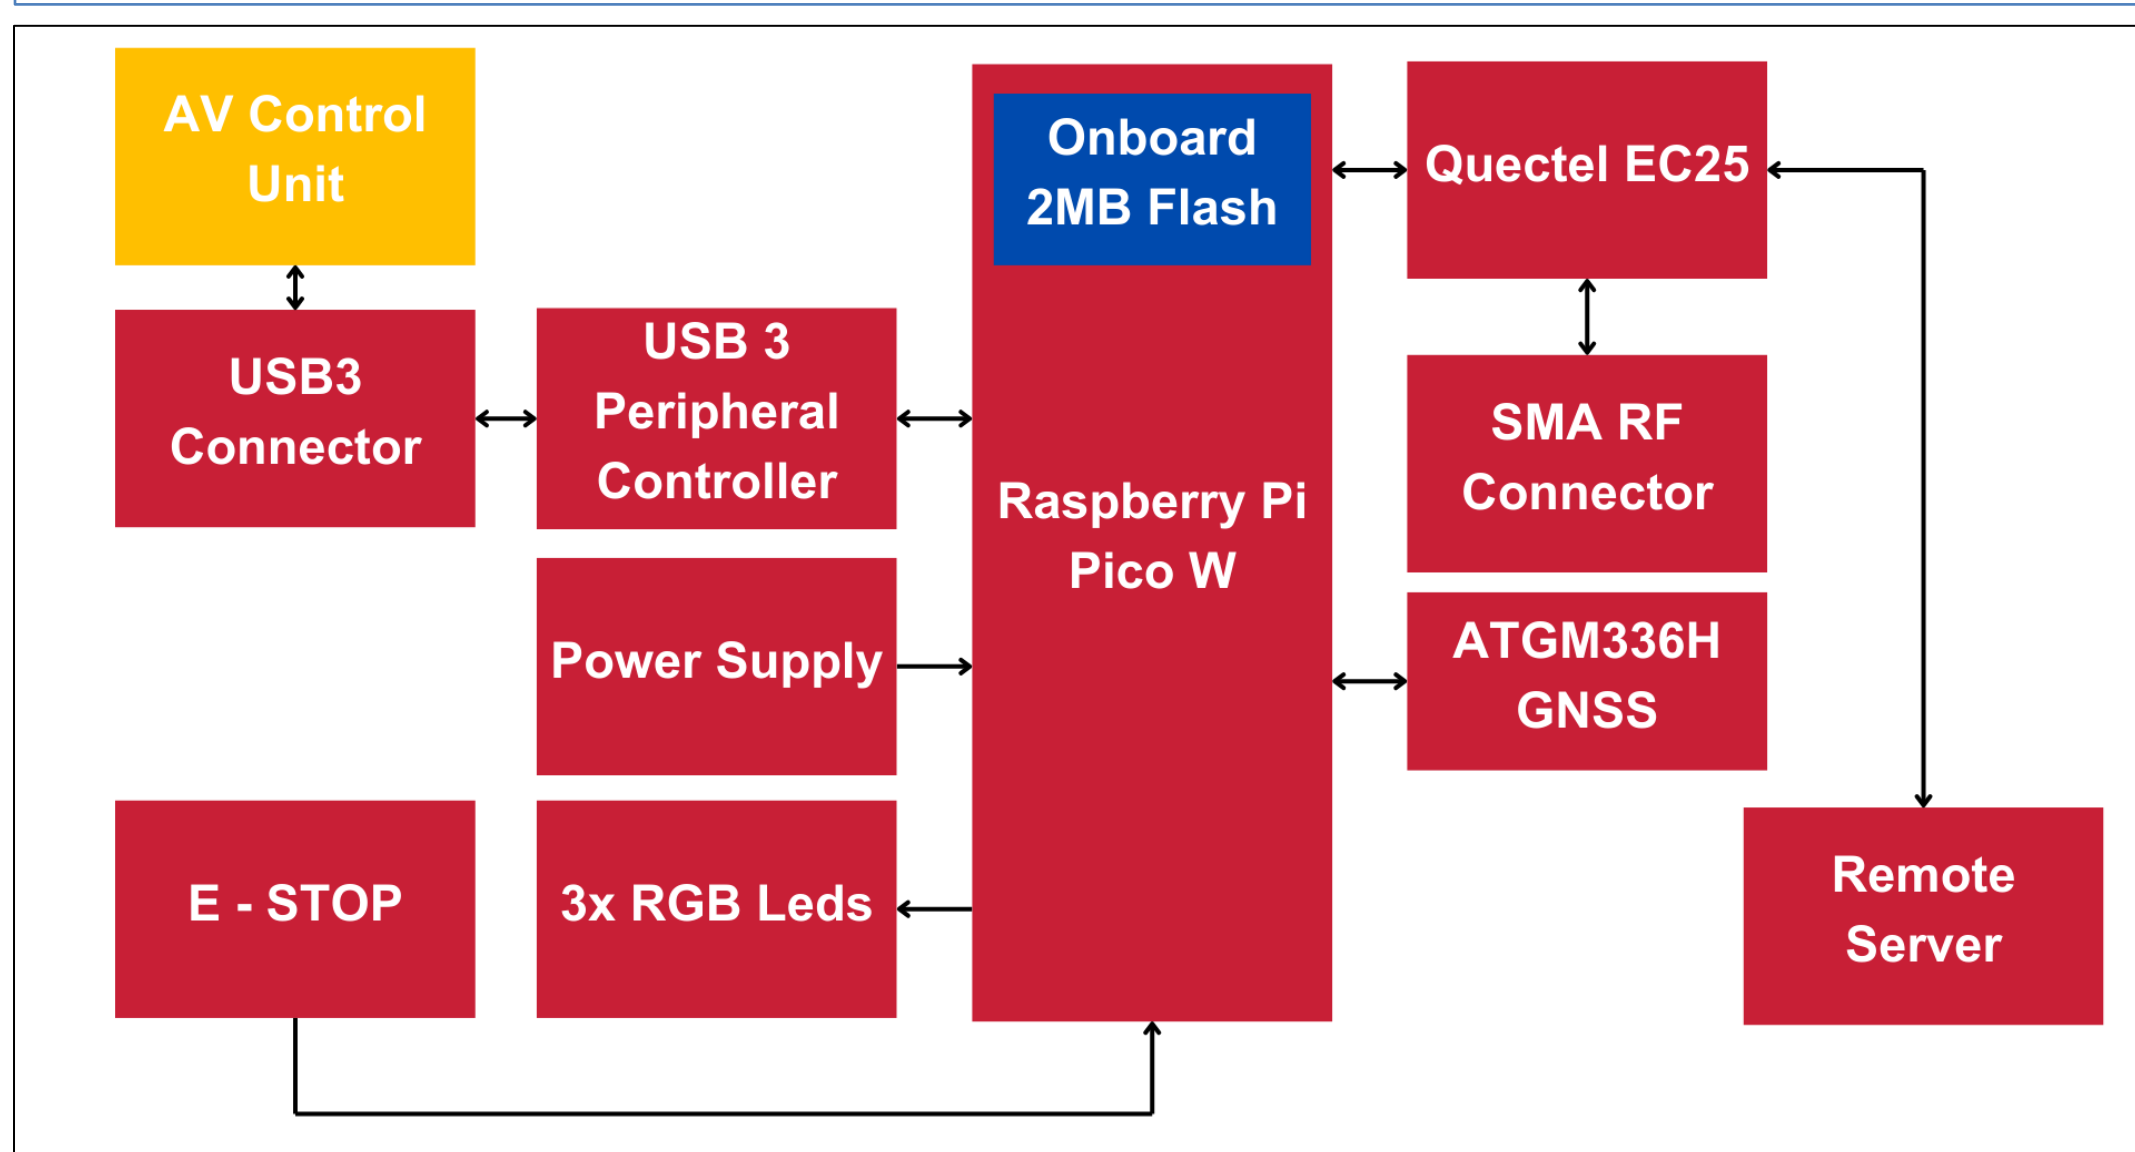 AV Control
Unit
Onboard
2MB Flash
Quectel EC25
USB3
Connector
USB 3
Peripheral
Controller
Raspberry Pi
Pico W
SMA RF
Connector
Power Supply
ATGM336H
GNSS
E - STOP
3x RGB Leds
Remote
Server